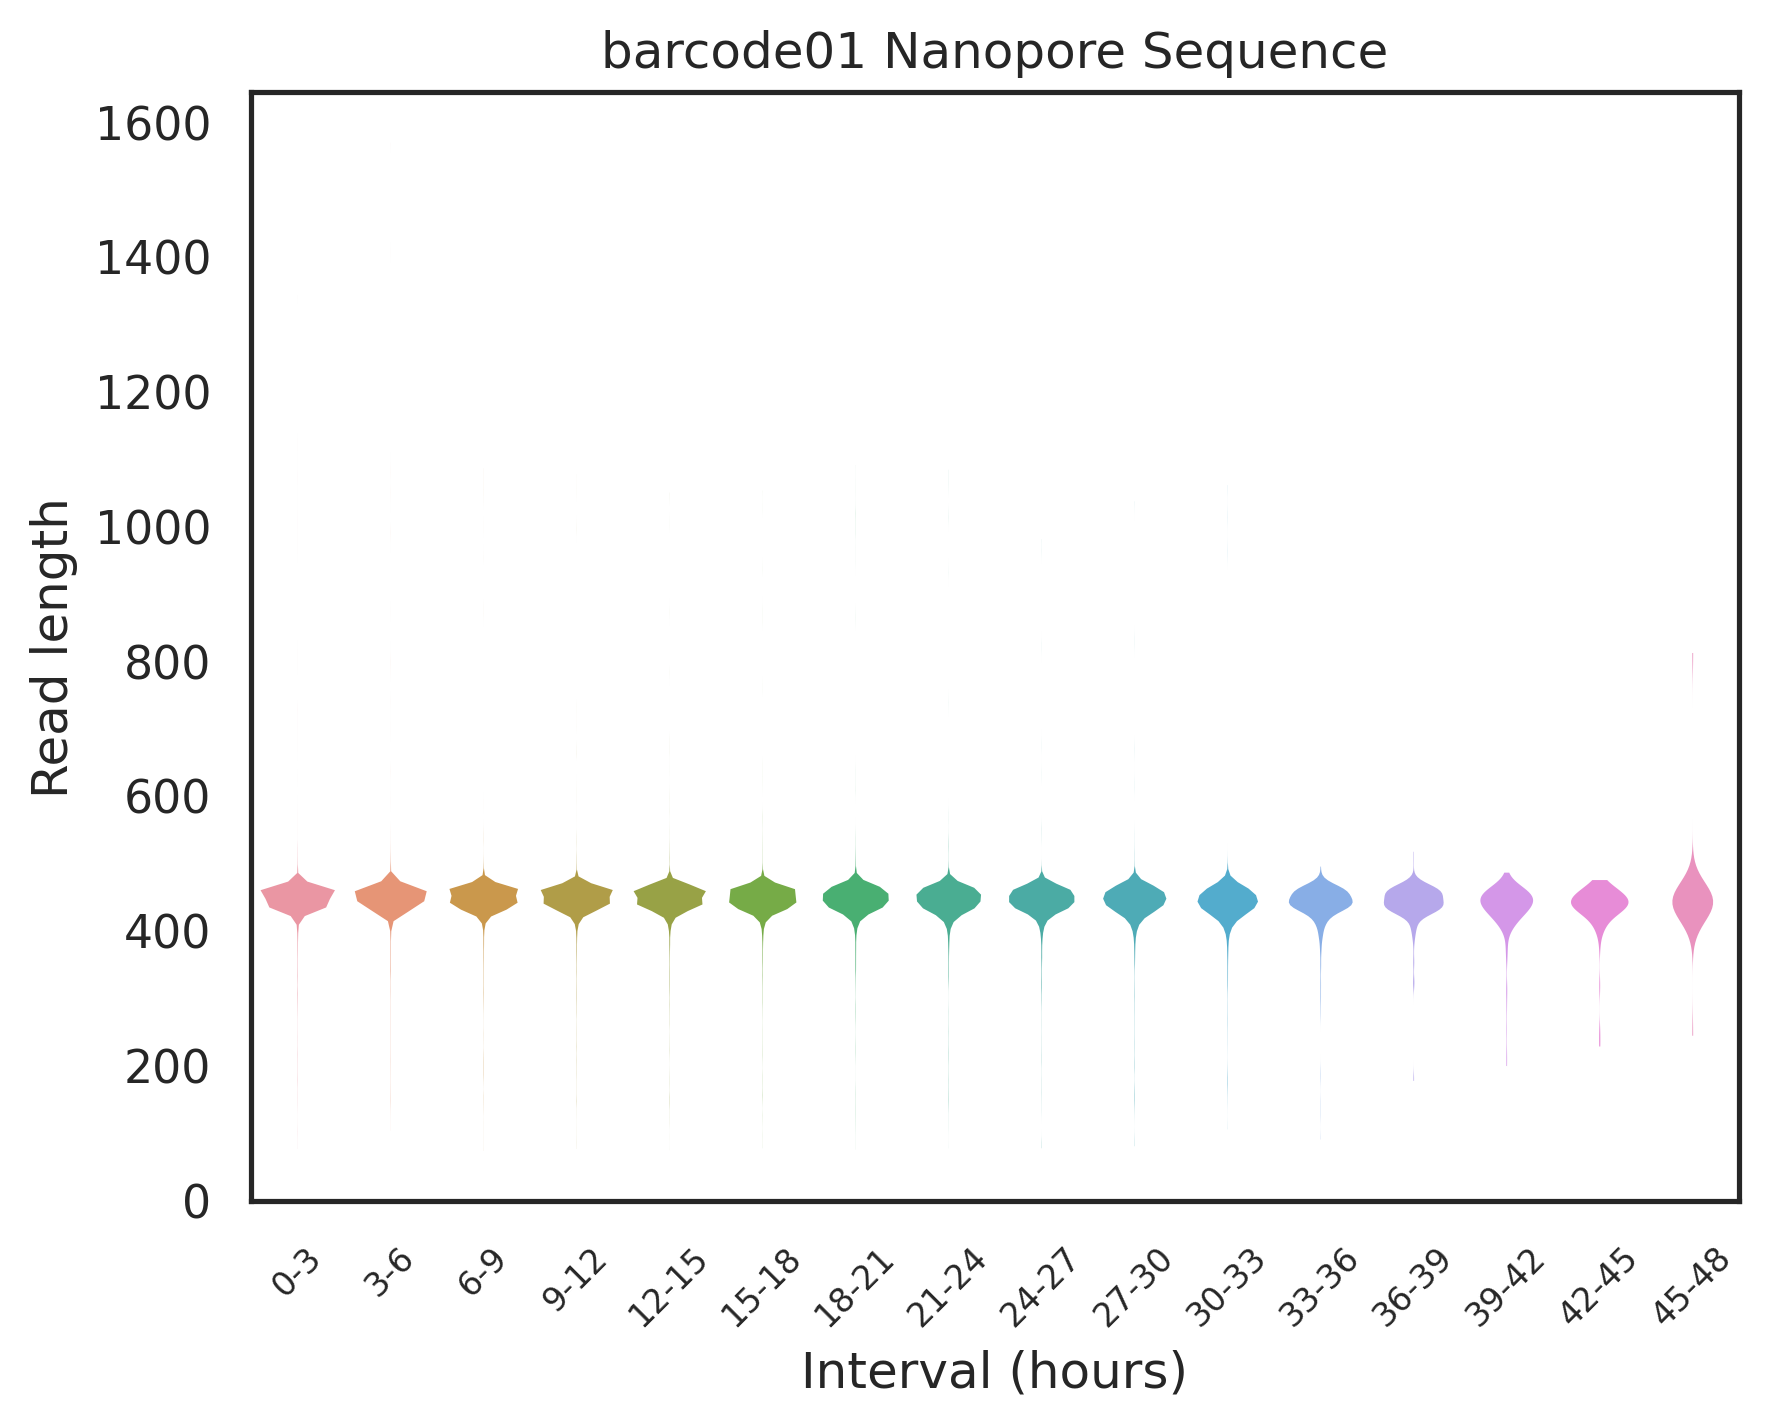 barcode01 Nanopore Sequence
1600
1400
1200
1000
800
600
400
200
0
Read length
0-3 3-6 6-9 9-12 12-15 15-18 18-21 21-24 24-27 27-30 30-33 33-36 36-39 39-42 42-45 45-48
Interval (hours)